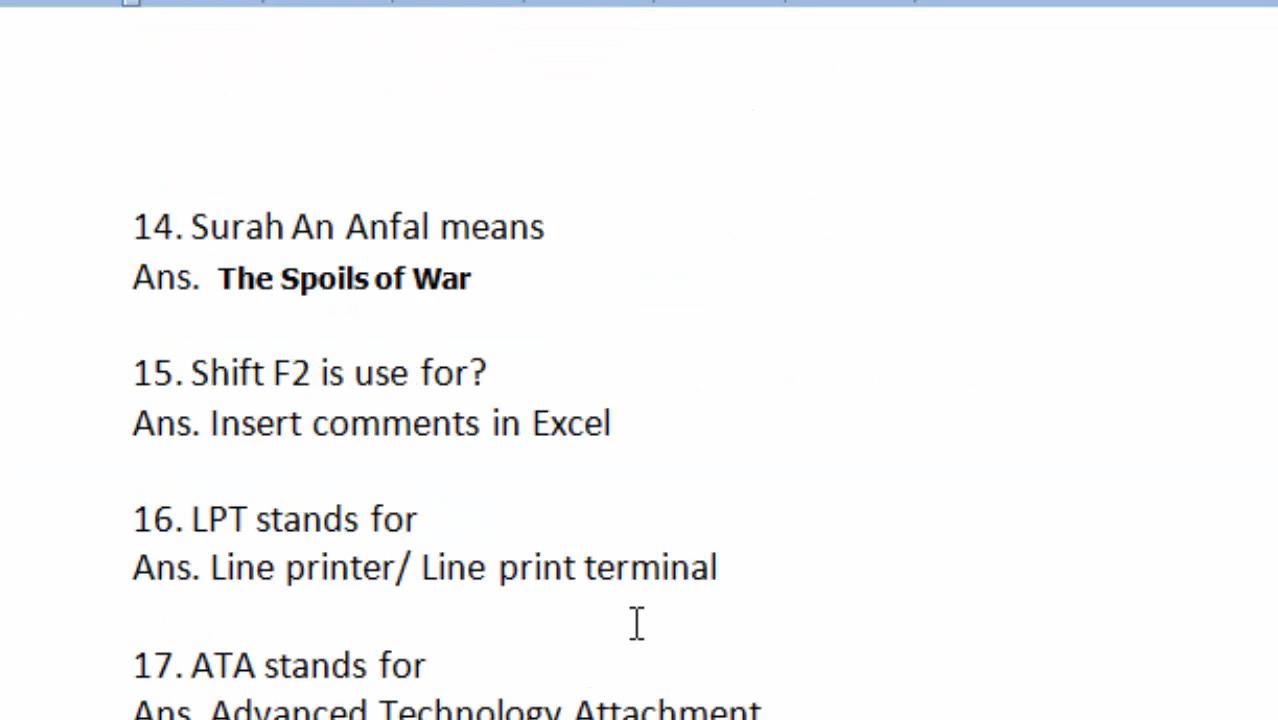 14. Surah An Anfal means
Ans. The Spoils of War
15. Shift F2 is use for?
Ans. Insert comments in Excel
16. LPT stands for
Ans. Line printer/ Line print terminal
17. ATA stands for
Ans. Advanced Technology Attachment